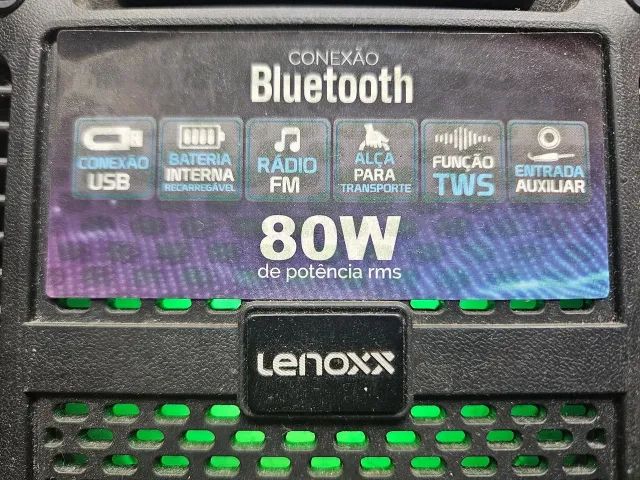 CONEXÃO
Bluetooth
CONEXÃO
USB
BATERIA
INTERNA
RECARREGÁVEL
RÁDIO
FM
ALÇA
PARA
TRANSPORTE
FUNÇÃO
TWS
ENTRADA
AUXILIAR
80W
de potência rms
Lenoxx